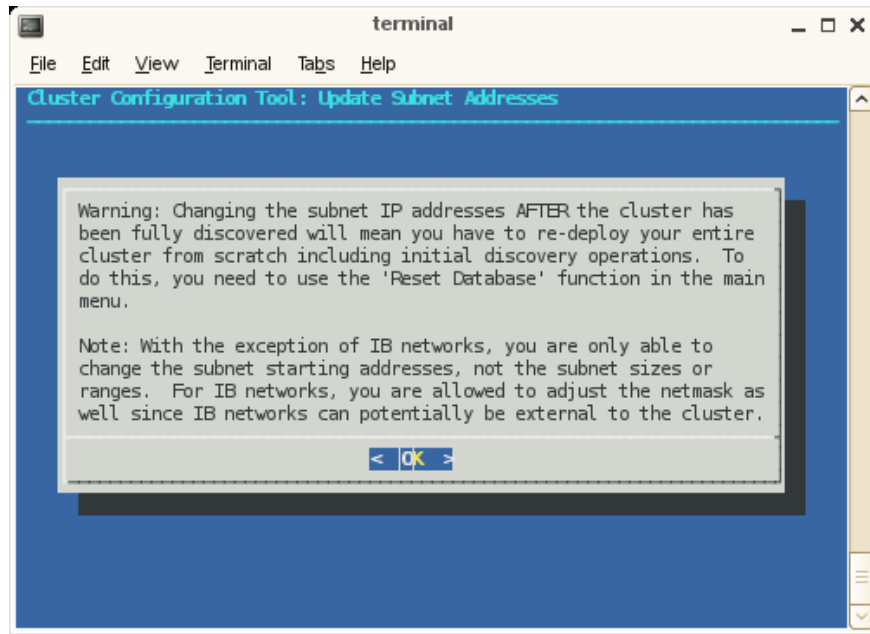 terminal
File Edit View Terminal Tabs Help
Cluster Configuration Tool: Update Subnet Addresses
Warning: Changing the subnet IP addresses AFTER the cluster has
been fully discovered will mean you have to re-deploy your entire
cluster from scratch including initial discovery operations. To
do this, you need to use the 'Reset Database' function in the main
menu.
Note: With the exception of IB networks, you are only able to
change the subnet starting addresses, not the subnet sizes or
ranges. For IB networks, you are allowed to adjust the netmask as
well since IB networks can potentially be external to the cluster.
< OK >